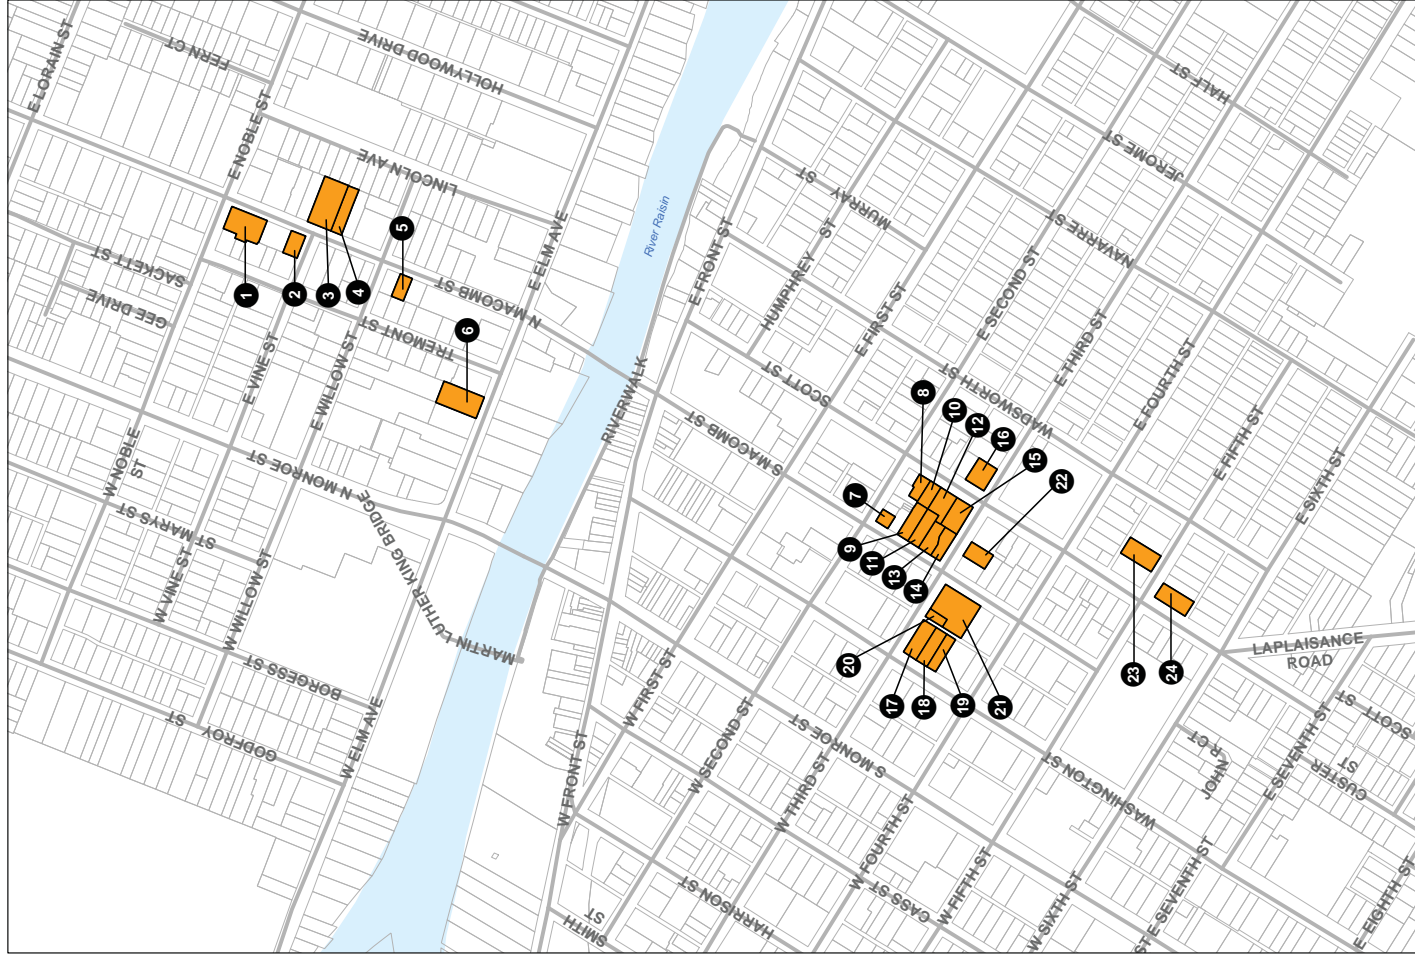 E LORAIN ST
FERN CT
HOLLYWOOD DRIVE
E NOBLE ST
LINCOLN AVE
SACKETT ST
GEE DRIVE
1
2
3
4
5
6
N MACOMB ST
E ELM AVE
TREMONT ST
E VINE ST
E WILLOW ST
W NOBLE
ST
N MONROE ST
ST MARYS ST
W VINE ST
W WILLOW ST
MARTIN LUTHER KING BRIDGE
BORGESS ST
GODFROY
ST
W ELM AVE
River Raisin
RIVERWALK
E FRONT ST
MURRAY
ST
HUMPHREY
ST
HALF ST
JEROME ST
NAVARRE ST
E FIRST ST
E SECOND ST
E THIRD ST
E FOURTH ST
E FIFTH ST
E SIXTH ST
SCOTT ST
S MACOMB ST
WADSWORTH ST
7
8
9
10
11
12
13
14
15
16
17
18
19
20
21
22
23
24
W FRONT ST
W FIRST ST
W SECOND ST
W THIRD ST
S MONROE ST
W FOURTH ST
W FIFTH ST
W SIXTH ST
WASHINGTON ST
CASS ST
HARRISON ST
SMITH
ST
LAPLAISANCE
ROAD
JOHN
R CT
E SEVENTH ST
CUSTER
ST
SCOTT ST
STE SEVENTH ST
E EIGHTH ST